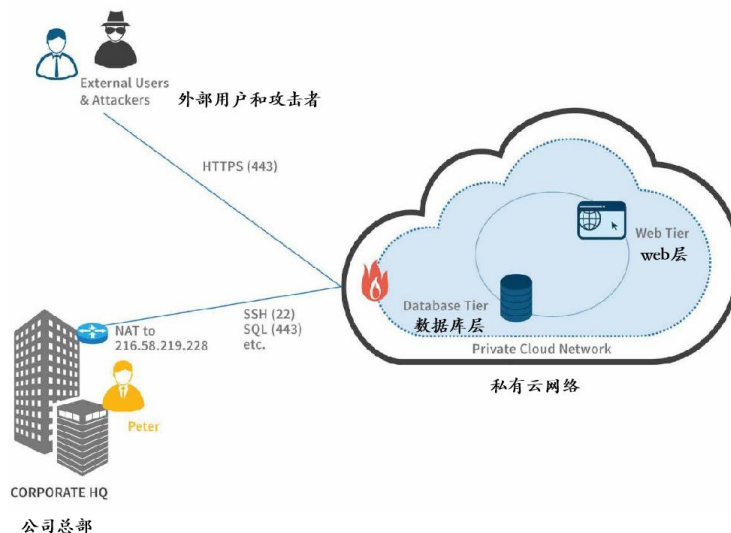 External Users
& Attackers
外部用户和攻击者
HTTPS (443)
Web Tier
web层
Database Tier
数据库层
SSH (22)
SQL (443)
etc.
NAT to
216.58.219.228
Private Cloud Network
私有云网络
Peter
CORPORATE HQ
公司总部